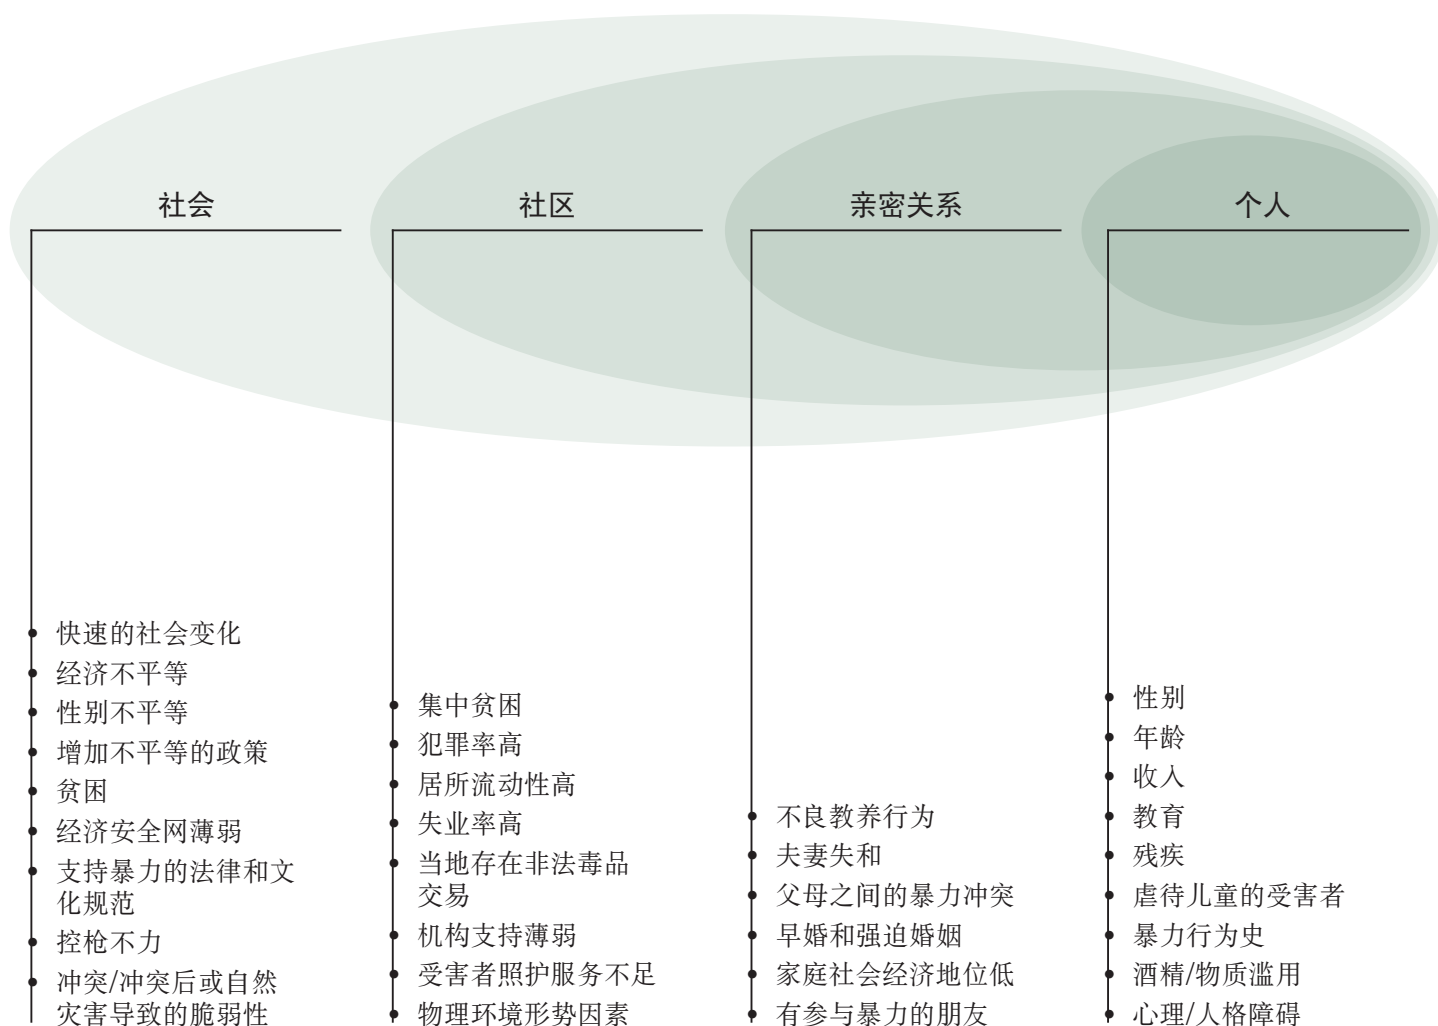 社会
快速的社会变化
经济不平等
性别不平等
增加不平等的政策
贫困
经济安全网薄弱
支持暴力的法律和文
化规范
控枪不力
冲突/冲突后或自然
灾害导致的脆弱性
社区
集中贫困
犯罪率高
居所流动性高
失业率高
当地存在非法毒品
交易
机构支持薄弱
受害者照护服务不足
物理环境形势因素
亲密关系
不良教养行为
夫妻失和
父母之间的暴力冲突
早婚和强迫婚姻
家庭社会经济地位低
有参与暴力的朋友
个人
性别
年龄
收入
教育
残疾
虐待儿童的受害者
暴力行为史
酒精/物质滥用
心理/人格障碍